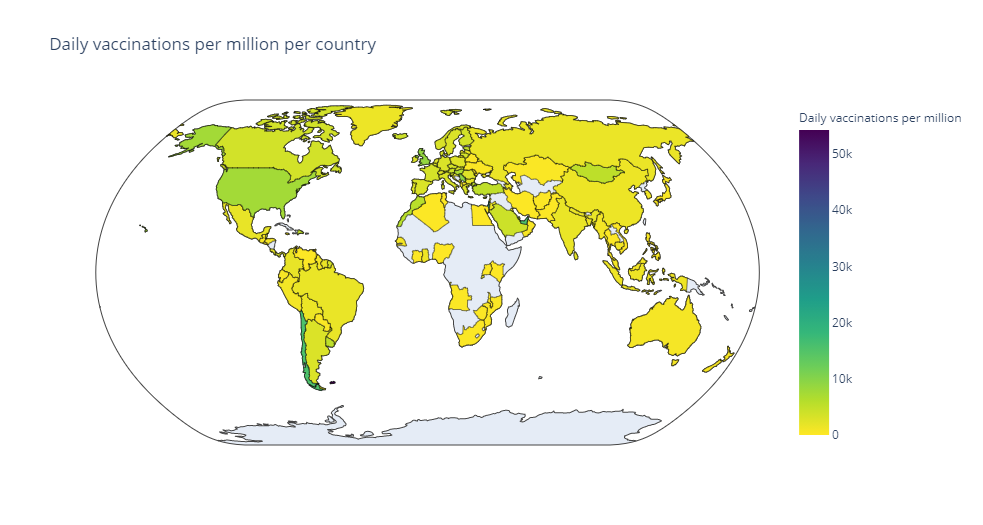 Daily vaccinations per million per country
Daily vaccinations per million
50k
40k
30k
20k
10k
0